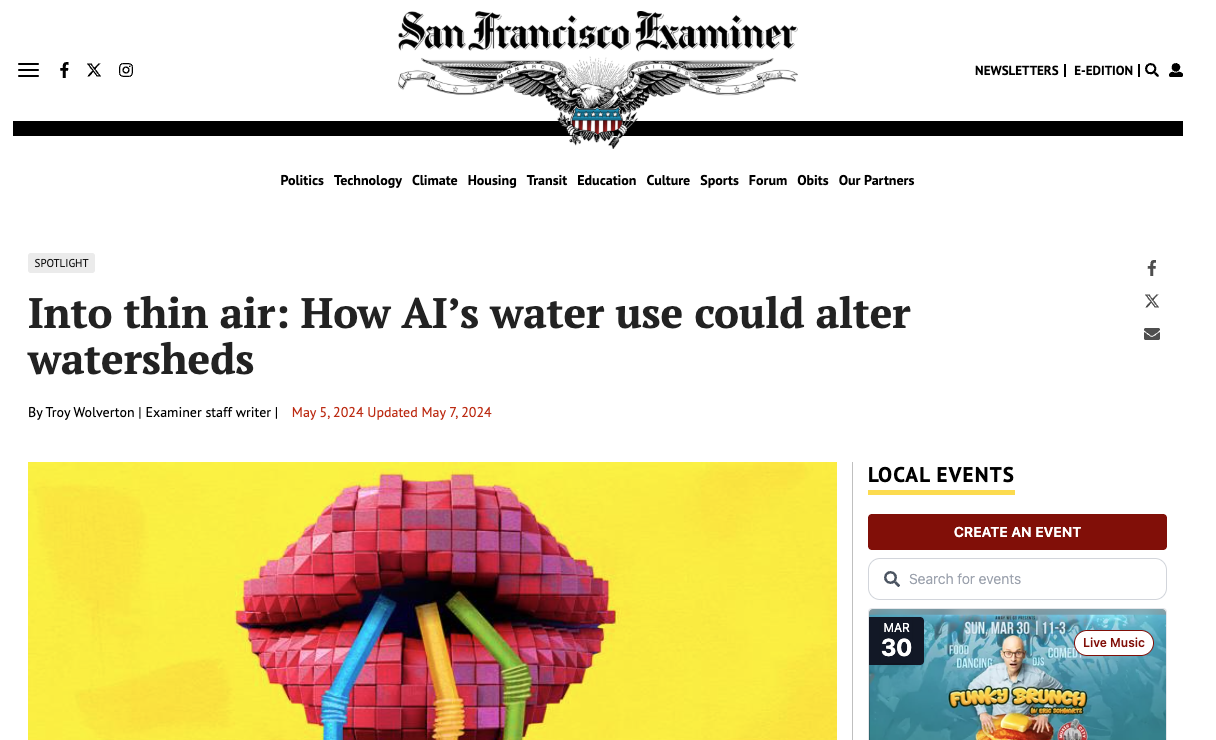 San Francisco Examiner
MONARCH DAILIES
NEWSLETTERS | E-EDITION |
Politics Technology Climate Housing Transit Education Culture Sports Forum Obits Our Partners
SPOTLIGHT
Into thin air: How AI’s water use could alter
watersheds
By Troy Wolverton | Examiner staff writer | May 5, 2024 Updated May 7, 2024
LOCAL EVENTS
CREATE AN EVENT
Search for events
MAR
30
SUN, MAR 30 | 11-3
Live Music
FOOD
DANCING
DJS
COMEDY
FUNKY BRUNCH